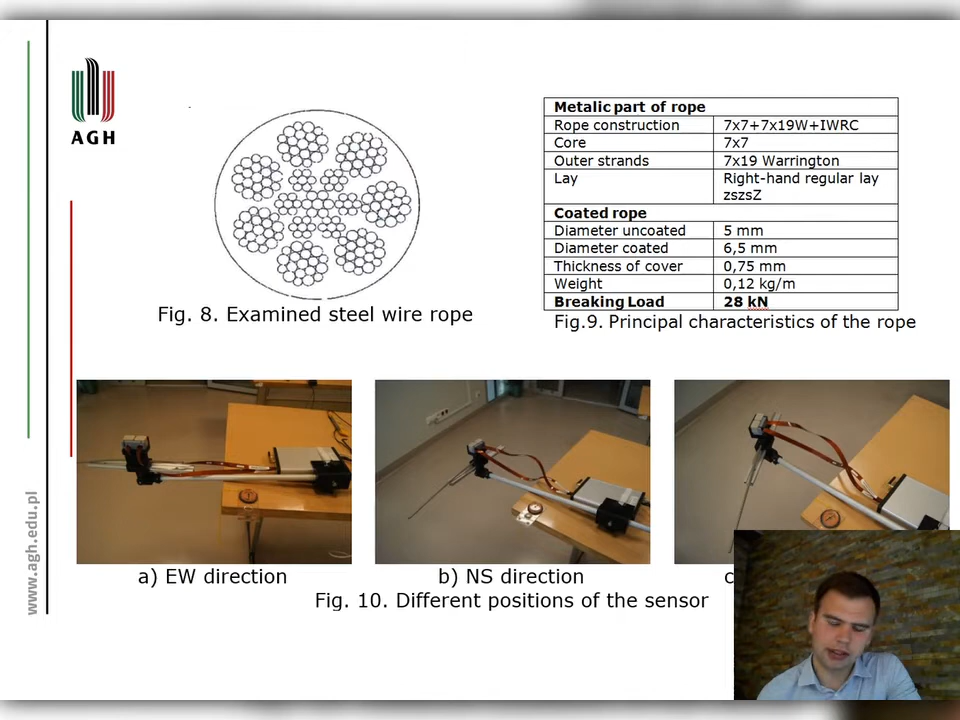 AGH
www.agh.edu.pl
Fig. 8. Examined steel wire rope
Metalic part of rope
Rope construction 7x7+7x19W+IWRC
Core 7x7
Outer strands 7x19 Warrington
Lay Right-hand regular lay
zszsZ
Coated rope
Diameter uncoated 5 mm
Diameter coated 6,5 mm
Thickness of cover 0,75 mm
Weight 0,12 kg/m
Breaking Load 28 kN
Fig.9. Principal characteristics of the rope
a) EW direction
b) NS direction
c
Fig. 10. Different positions of the sensor